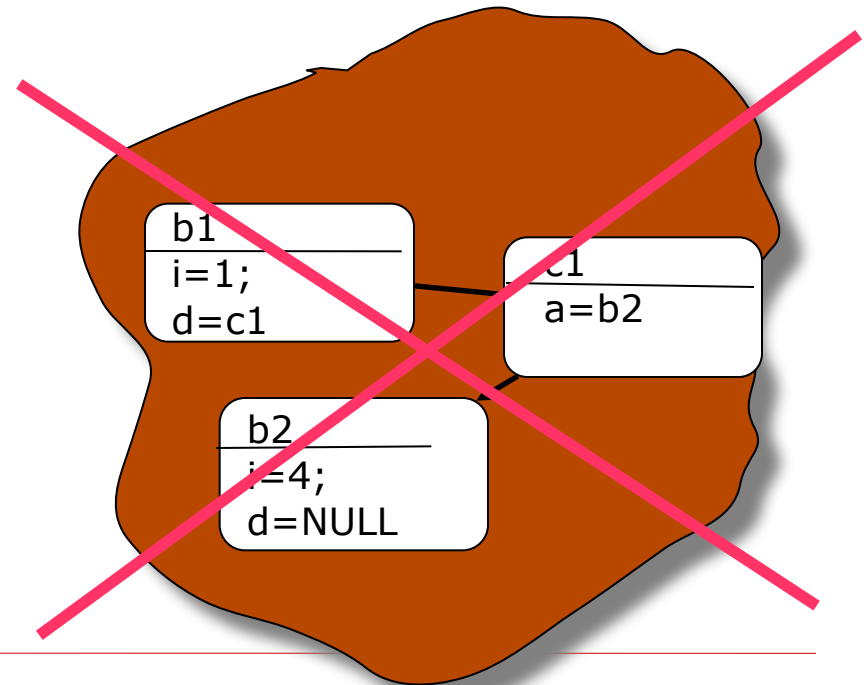 b1
i=1;
d=c1
c1
a=b2
b2
i=4;
d=NULL